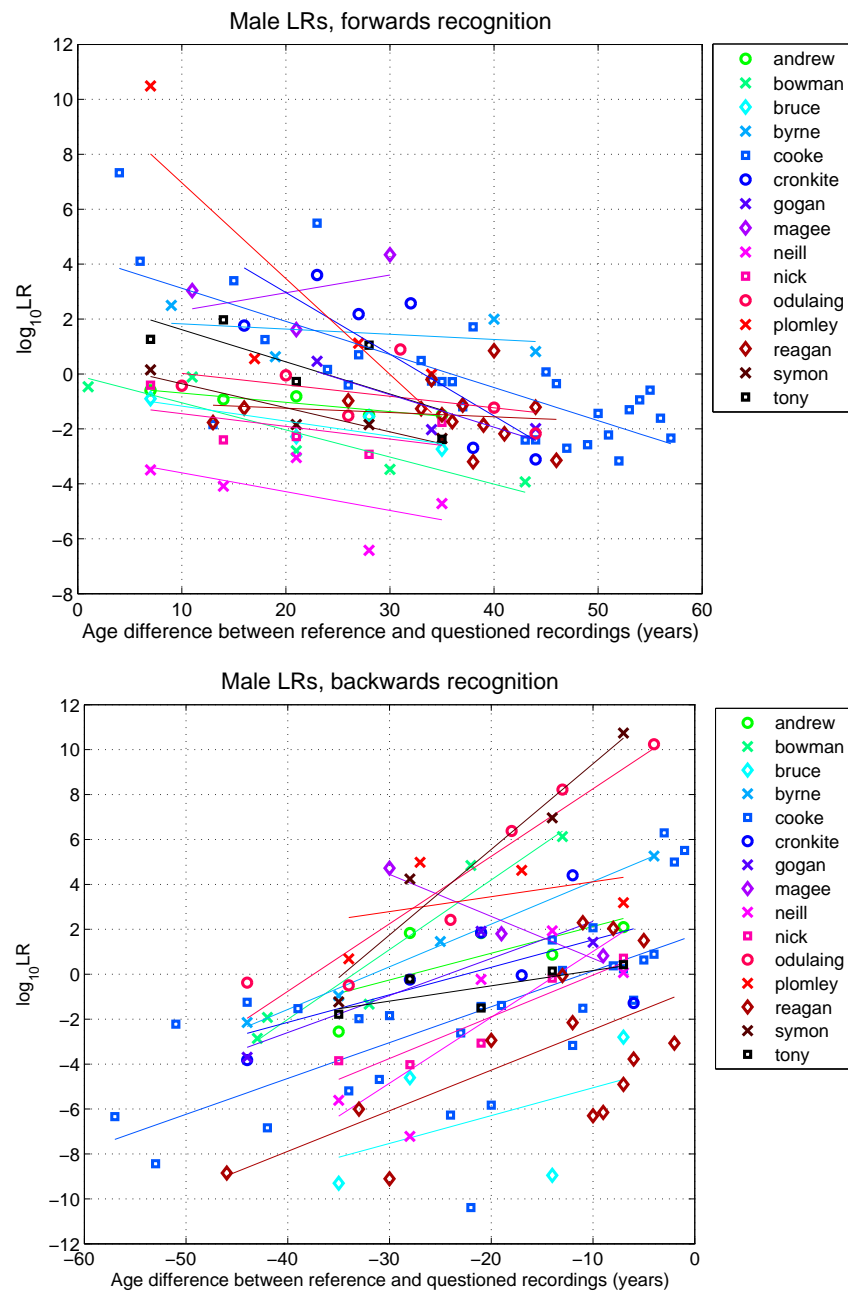 Male LRs, forwards recognition
12
10
8
6
4
2
0
−2
−4
−6
−8
log10LR
0
10
20
30
40
50
60
Age difference between reference and questioned recordings (years)
andrew
bowman
bruce
byrne
cooke
cronkite
gogan
magee
neill
nick
odulaing
plomley
reagan
symon
tony
Male LRs, backwards recognition
12
10
8
6
4
2
0
−2
−4
−6
−8
−10
−12
log10LR
−60
−50
−40
−30
−20
−10
0
Age difference between reference and questioned recordings (years)
andrew
bowman
bruce
byrne
cooke
cronkite
gogan
magee
neill
nick
odulaing
plomley
reagan
symon
tony